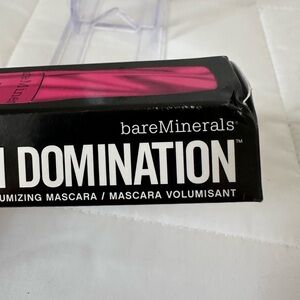 bareMinerals®
DOMINATION™
UMIZING MASCARA / MASCARA VOLUMISANT